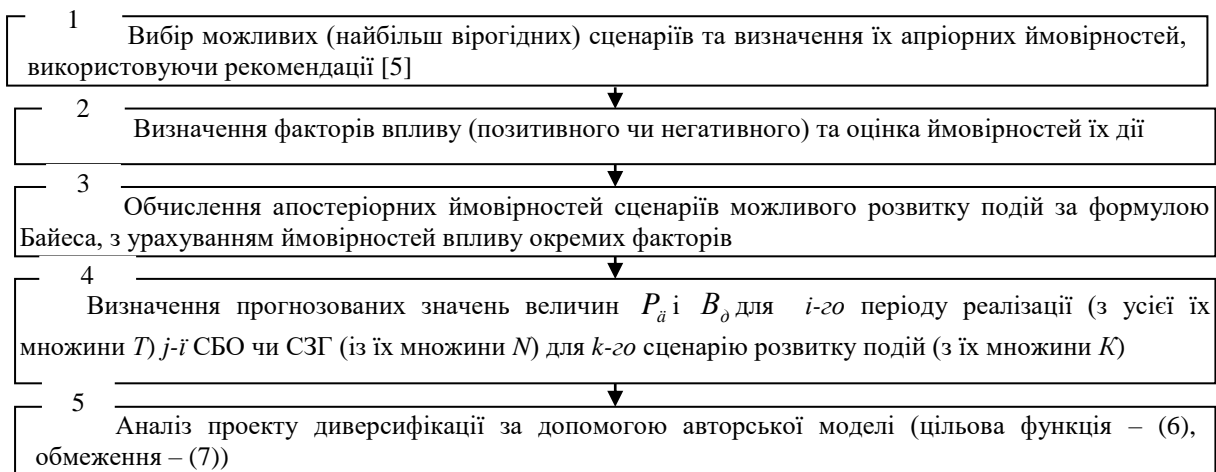 1
Вибір можливих (найбільш вірогідних) сценаріїв та визначення їх апріорних ймовірностей,
використовуючи рекомендації [5]
2
Визначення факторів впливу (позитивного чи негативного) та оцінка ймовірностей їх дії
3
Обчислення апостеріорних ймовірностей сценаріїв можливого розвитку подій за формулою
Байеса, з урахуванням ймовірностей впливу окремих факторів
4
Визначення прогнозованих значень величин P_ä і B_д для i-го періоду реалізації (з усієї їх
множини T) j-ї СБО чи СЗГ (із їх множини N) для k-го сценарію розвитку подій (з їх множини K)
5
Аналіз проекту диверсифікації за допомогою авторської моделі (цільова функція – (6),
обмеження – (7))